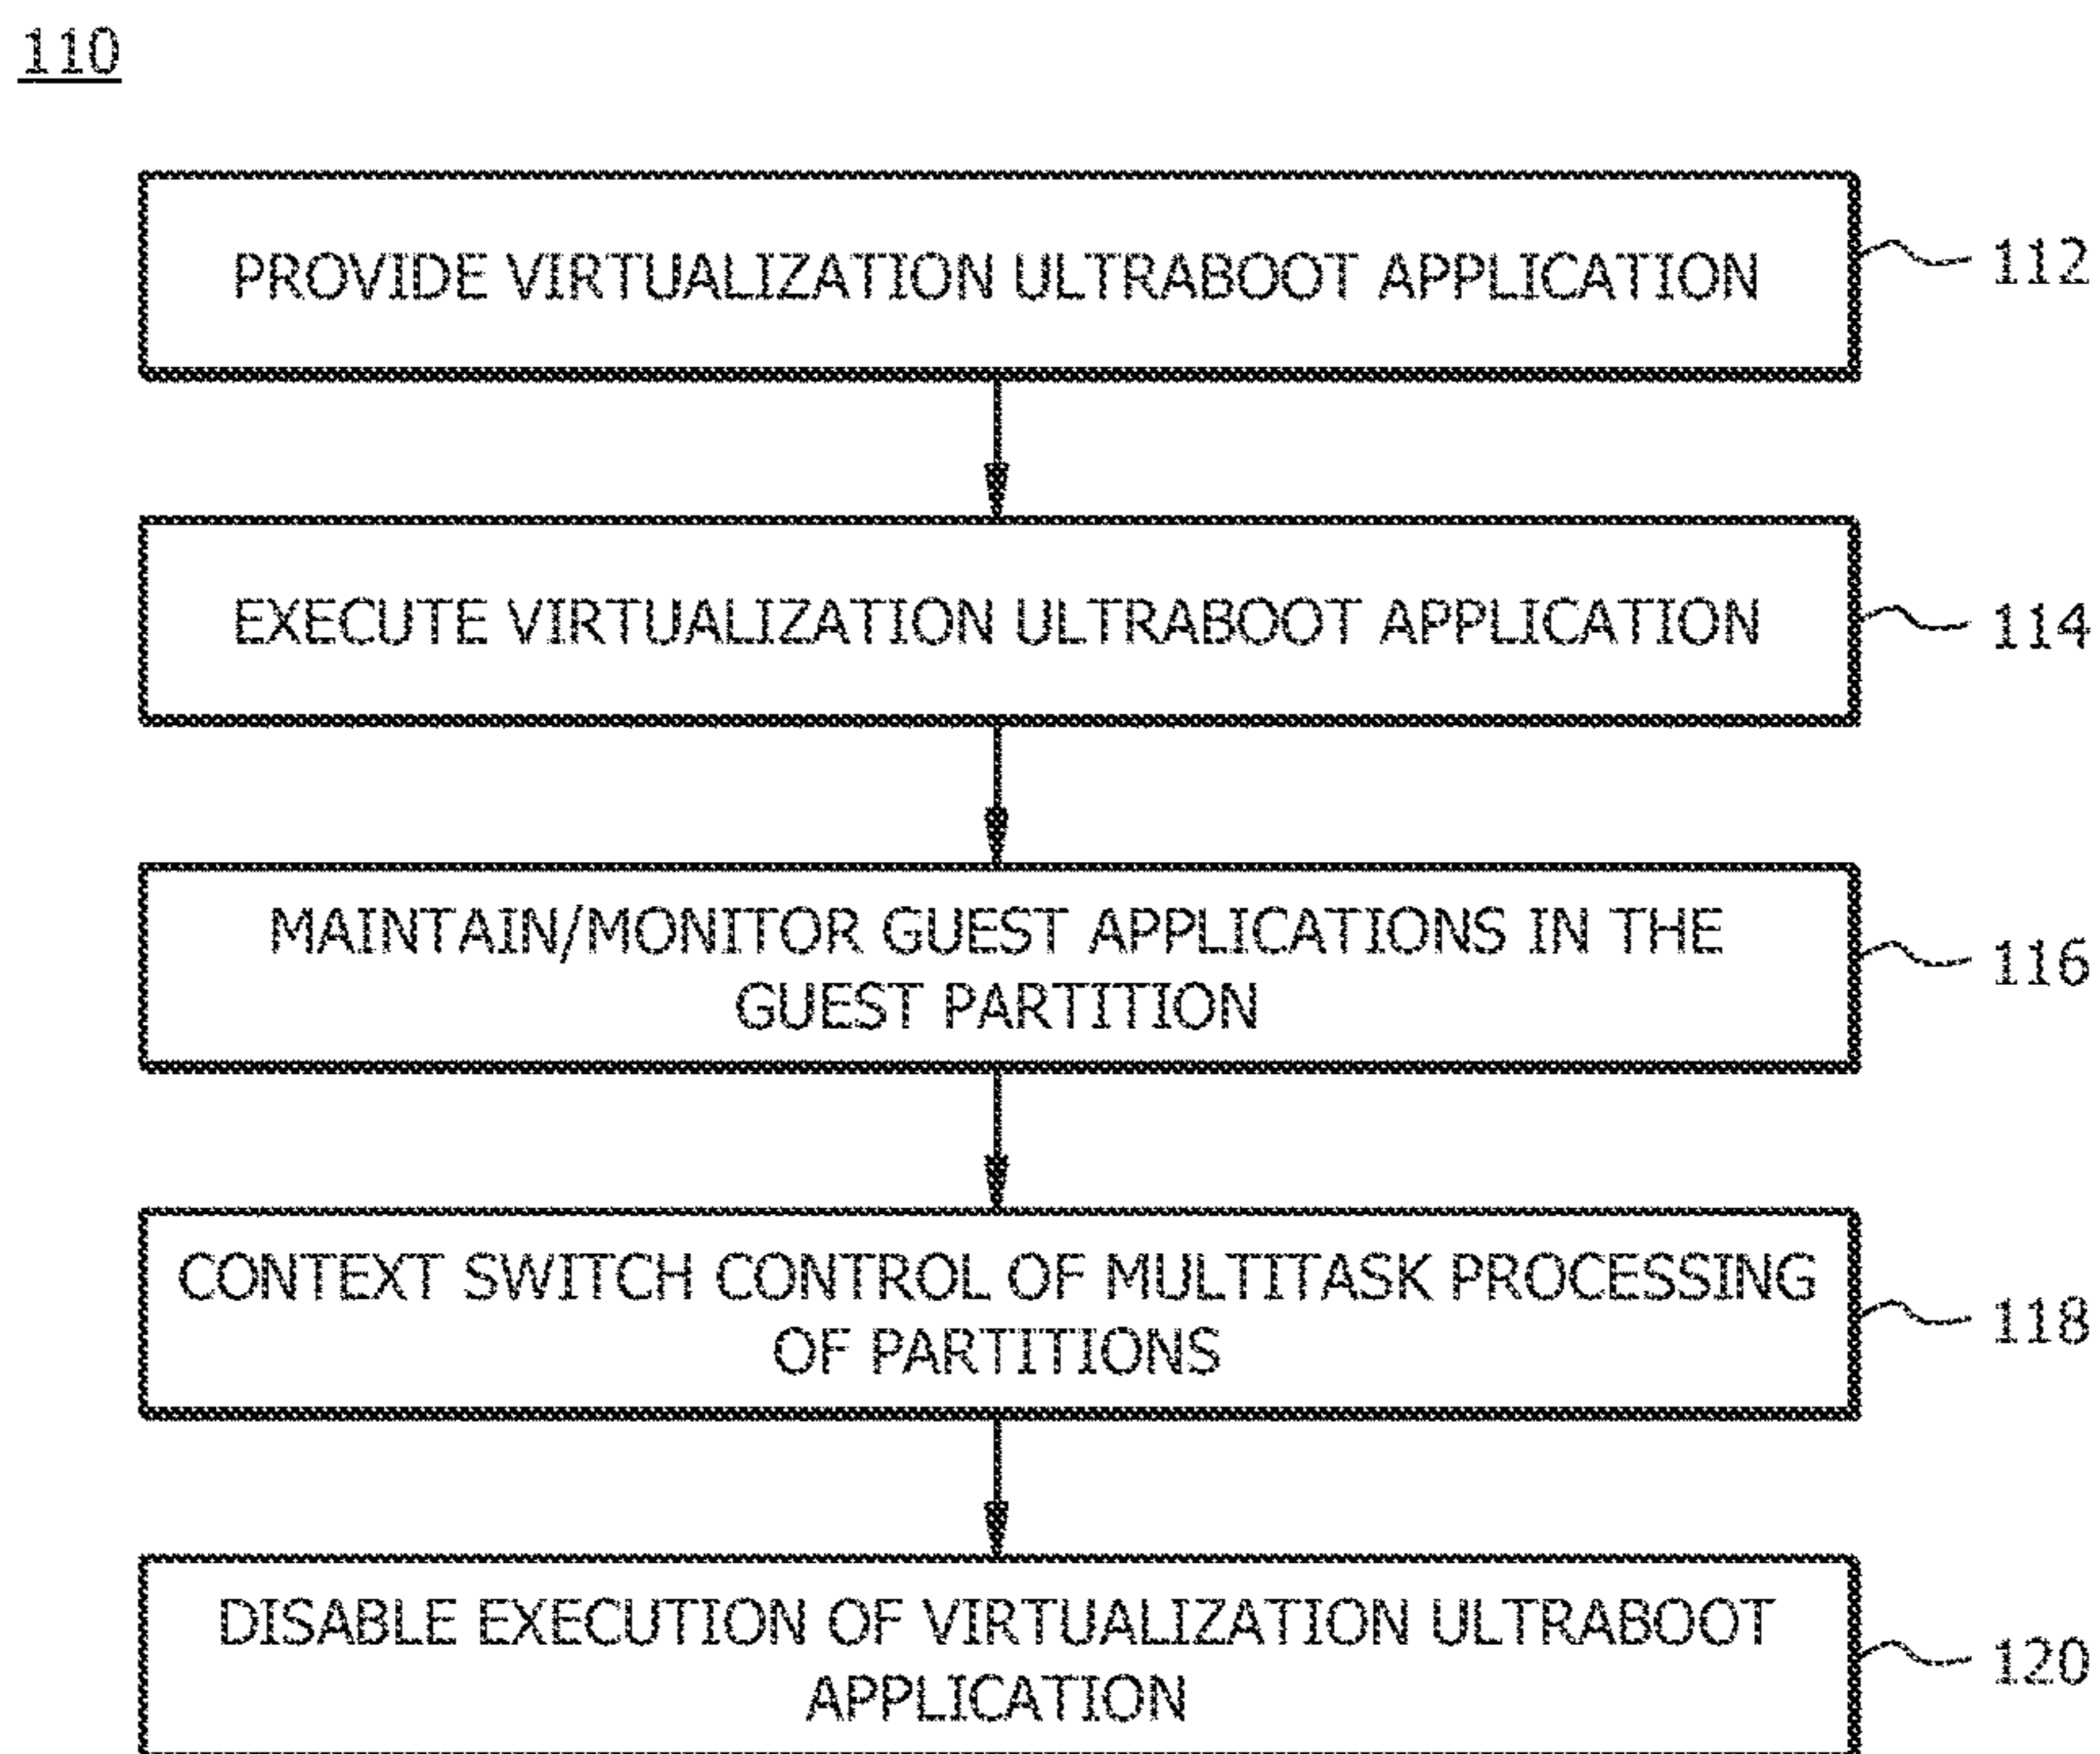 110
PROVIDE VIRTUALIZATION ULTRABOOT APPLICATION
112
EXECUTE VIRTUALIZATION ULTRABOOT APPLICATION
114
MAINTAIN/MONITOR GUEST APPLICATIONS IN THE
GUEST PARTITION
116
CONTEXT SWITCH CONTROL OF MULTITASK PROCESSING
OF PARTITIONS
118
DISABLE EXECUTION OF VIRTUALIZATION ULTRABOOT
APPLICATION
120